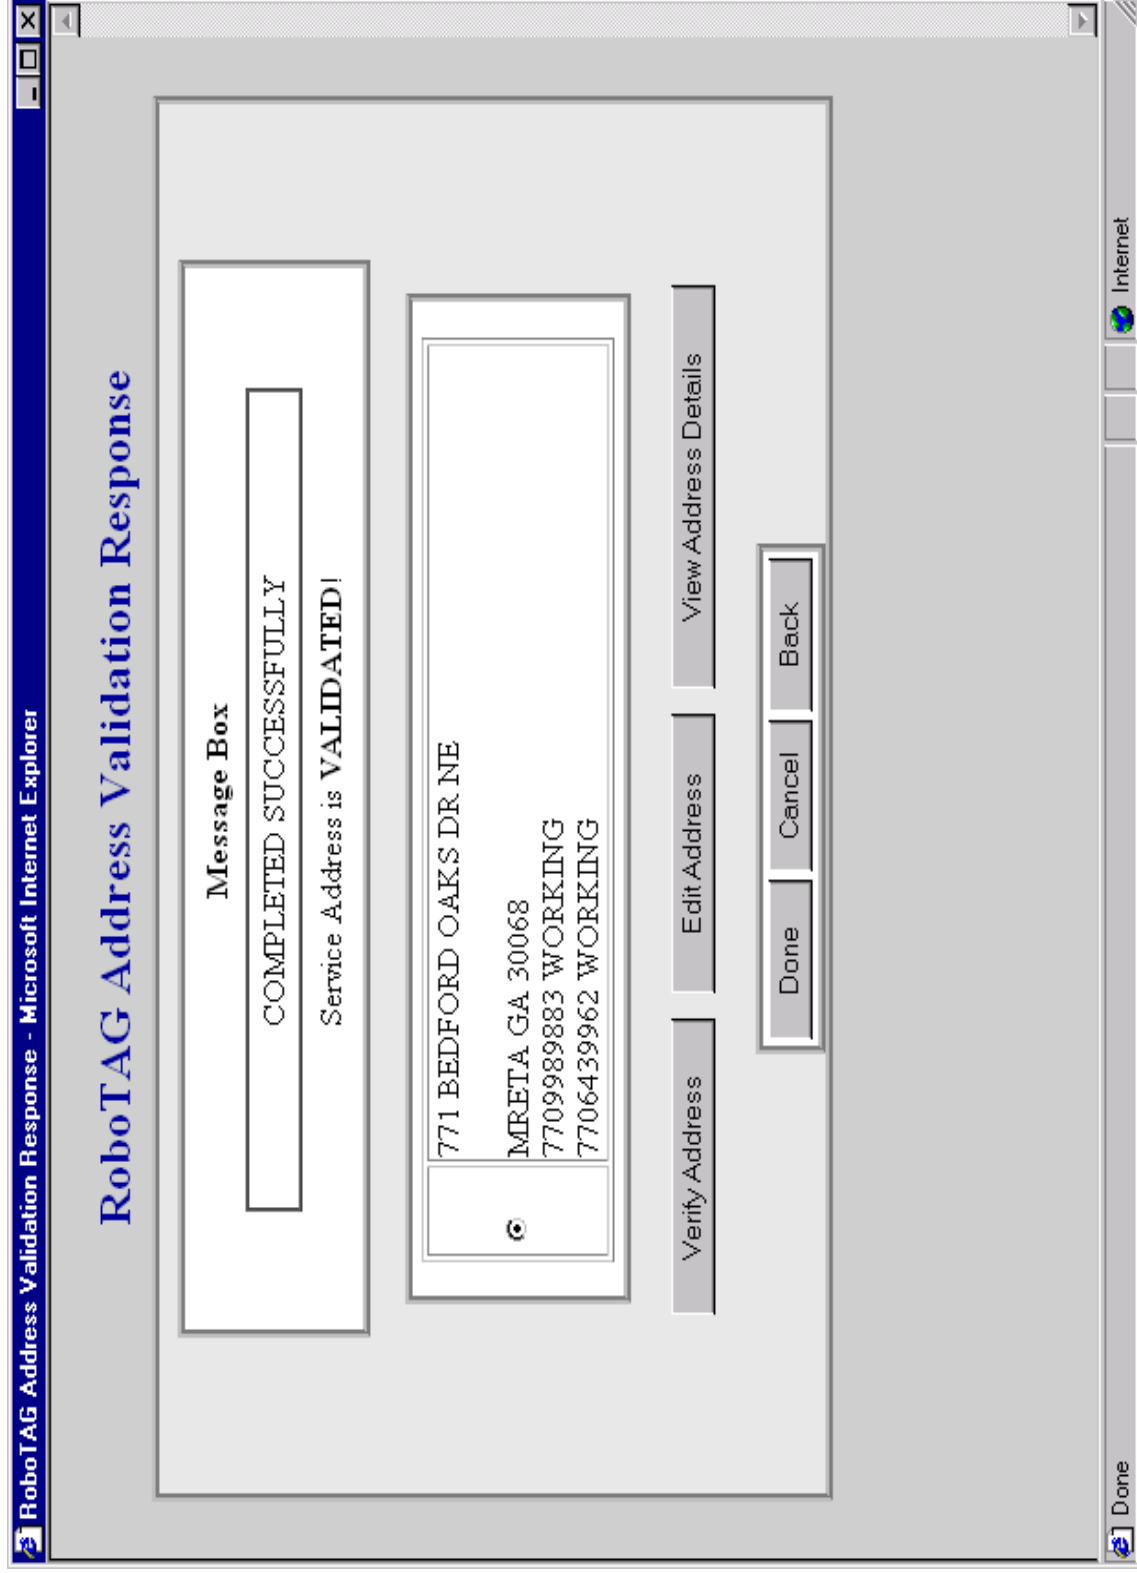 RoboTAG Address Validation Response - Microsoft Internet Explorer
RoboTAG Address Validation Response
Message Box
COMPLETED SUCCESSFULLY
Service Address is VALIDATED!
771 BEDFORD OAKS DR NE
MRETA GA 30068
7709989883 WORKING
7706439962 WORKING
Verify Address Edit Address View Address Details
Done Cancel Back
Done Internet